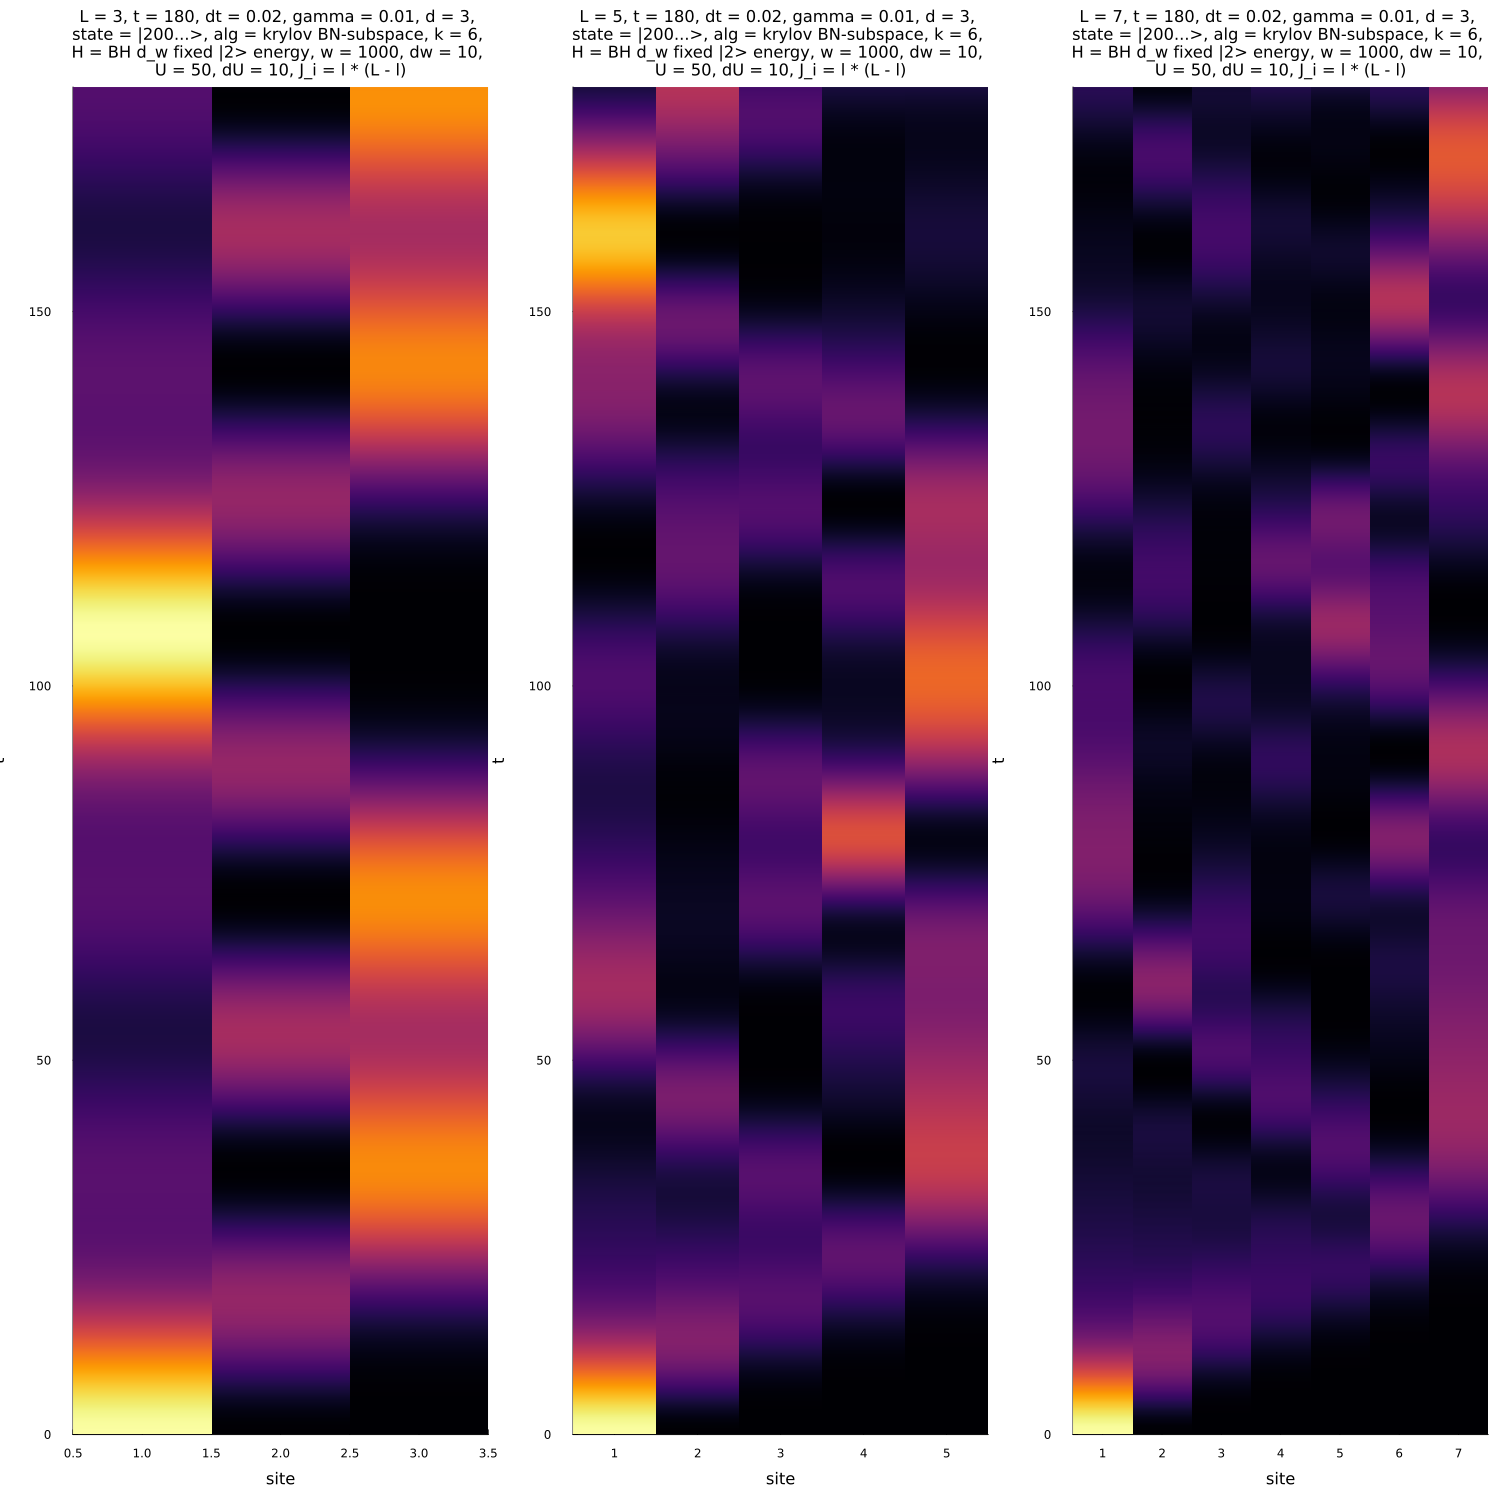 L = 3, t = 180, dt = 0.02, gamma = 0.01, d = 3,
state = |200...>, alg = krylov BN-subspace, k = 6,
H = BH d_w fixed |2> energy, w = 1000, dw = 10,
U = 50, dU = 10, J_i = l * (L - l)
150
100
50
0
0.5 1.0 1.5 2.0 2.5 3.0 3.5
site
t
L = 5, t = 180, dt = 0.02, gamma = 0.01, d = 3,
state = |200...>, alg = krylov BN-subspace, k = 6,
H = BH d_w fixed |2> energy, w = 1000, dw = 10,
U = 50, dU = 10, J_i = l * (L - l)
150
100
50
0
1 2 3 4 5
site
t
L = 7, t = 180, dt = 0.02, gamma = 0.01, d = 3,
state = |200...>, alg = krylov BN-subspace, k = 6,
H = BH d_w fixed |2> energy, w = 1000, dw = 10,
U = 50, dU = 10, J_i = l * (L - l)
150
100
50
0
1 2 3 4 5 6 7
site